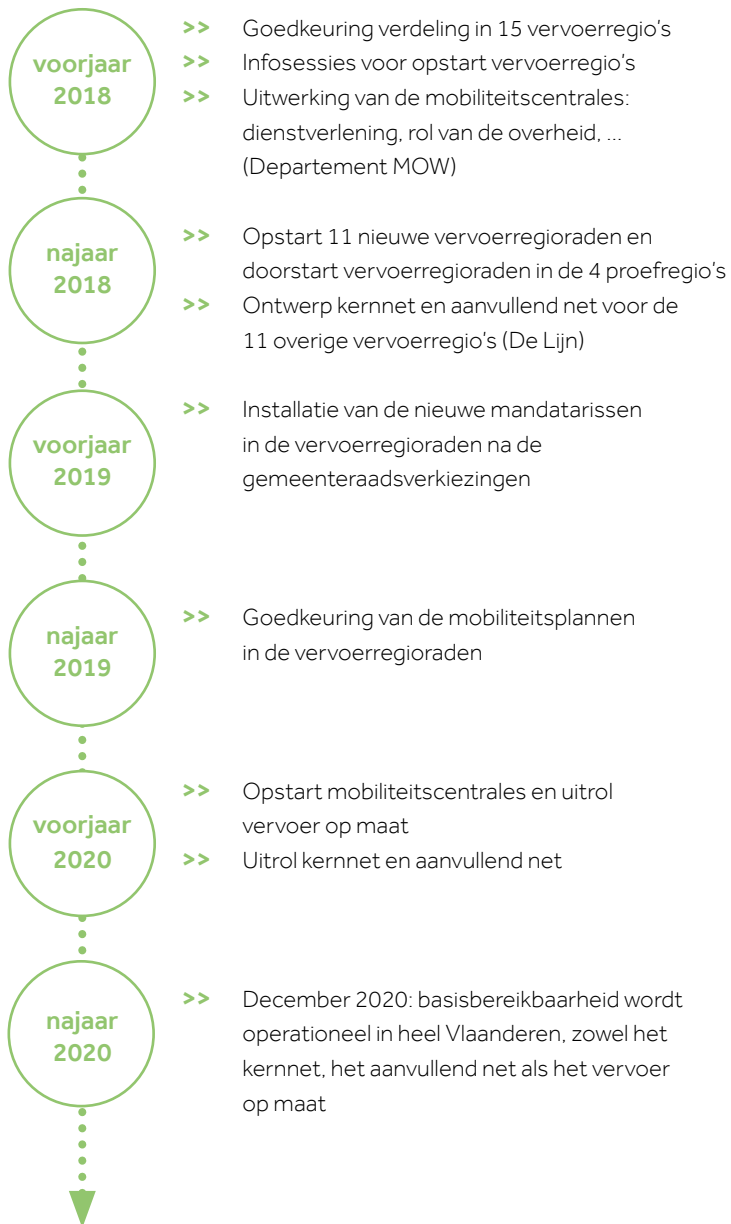 voorjaar
2018
>> Goedkeuring verdeling in 15 vervoerregio's
>> Infosessies voor opstart vervoerregio's
>> Uitwerking van de mobiliteitscentrales:
dienstverlening, rol van de overheid, ...
(Departement MOW)
najaar
2018
>> Opstart 11 nieuwe vervoerregioraden en
doorstart vervoerregioraden in de 4 proefregio's
>> Ontwerp kernnet en aanvullend net voor de
11 overige vervoerregio's (De Lijn)
voorjaar
2019
>> Installatie van de nieuwe mandatarissen
in de vervoerregioraden na de
gemeenteraadsverkiezingen
najaar
2019
>> Goedkeuring van de mobiliteitsplannen
in de vervoerregioraden
voorjaar
2020
>> Opstart mobiliteitscentrales en uitrol
vervoer op maat
>> Uitrol kernnet en aanvullend net
najaar
2020
>> December 2020: basisbereikbaarheid wordt
operationeel in heel Vlaanderen, zowel het
kernnet, het aanvullend net als het vervoer
op maat